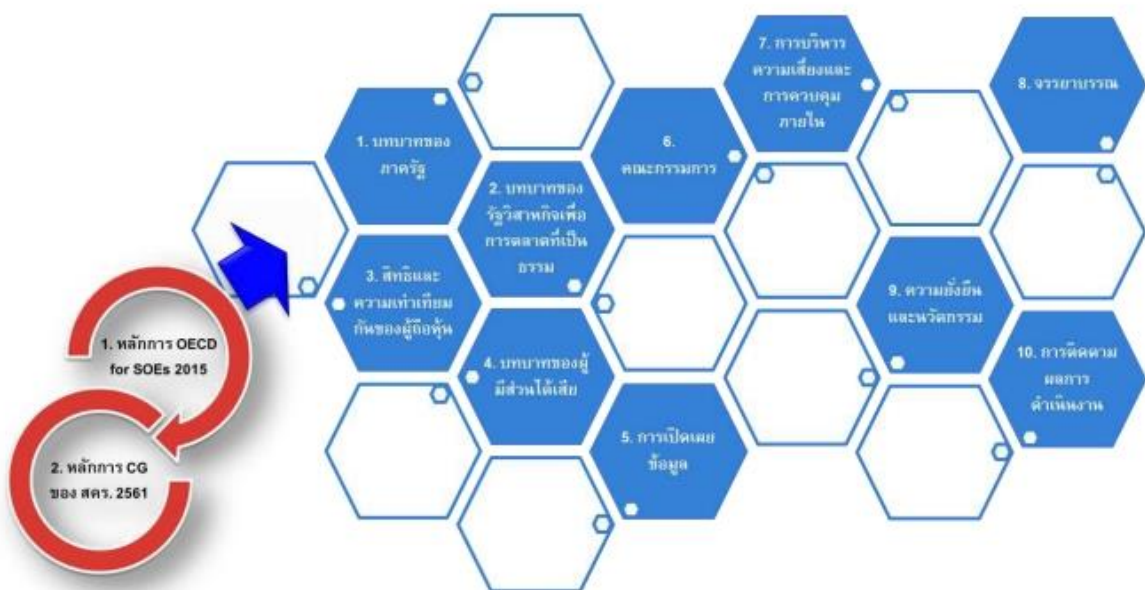 1. หลักการ OECD
for SOEs 2015
2. หลักการ CG
ของ สคร. 2561
1. บทบาทของ
ภาครัฐ
2. บทบาทของ
รัฐวิสาหกิจเพื่อ
การตลาดที่เป็น
ธรรม
3. สิทธิและ
ความเท่าเทียม
กันของผู้ถือหุ้น
4. บทบาทของผู้
มีส่วนได้เสีย
5. การเปิดเผย
ข้อมูล
6.
คณะกรรมการ
7. การบริหาร
ความเสี่ยงและ
การควบคุม
ภายใน
8. จรรยาบรรณ
9. ความยั่งยืน
และนวัตกรรม
10. การติดตาม
ผลการ
ดำเนินงาน